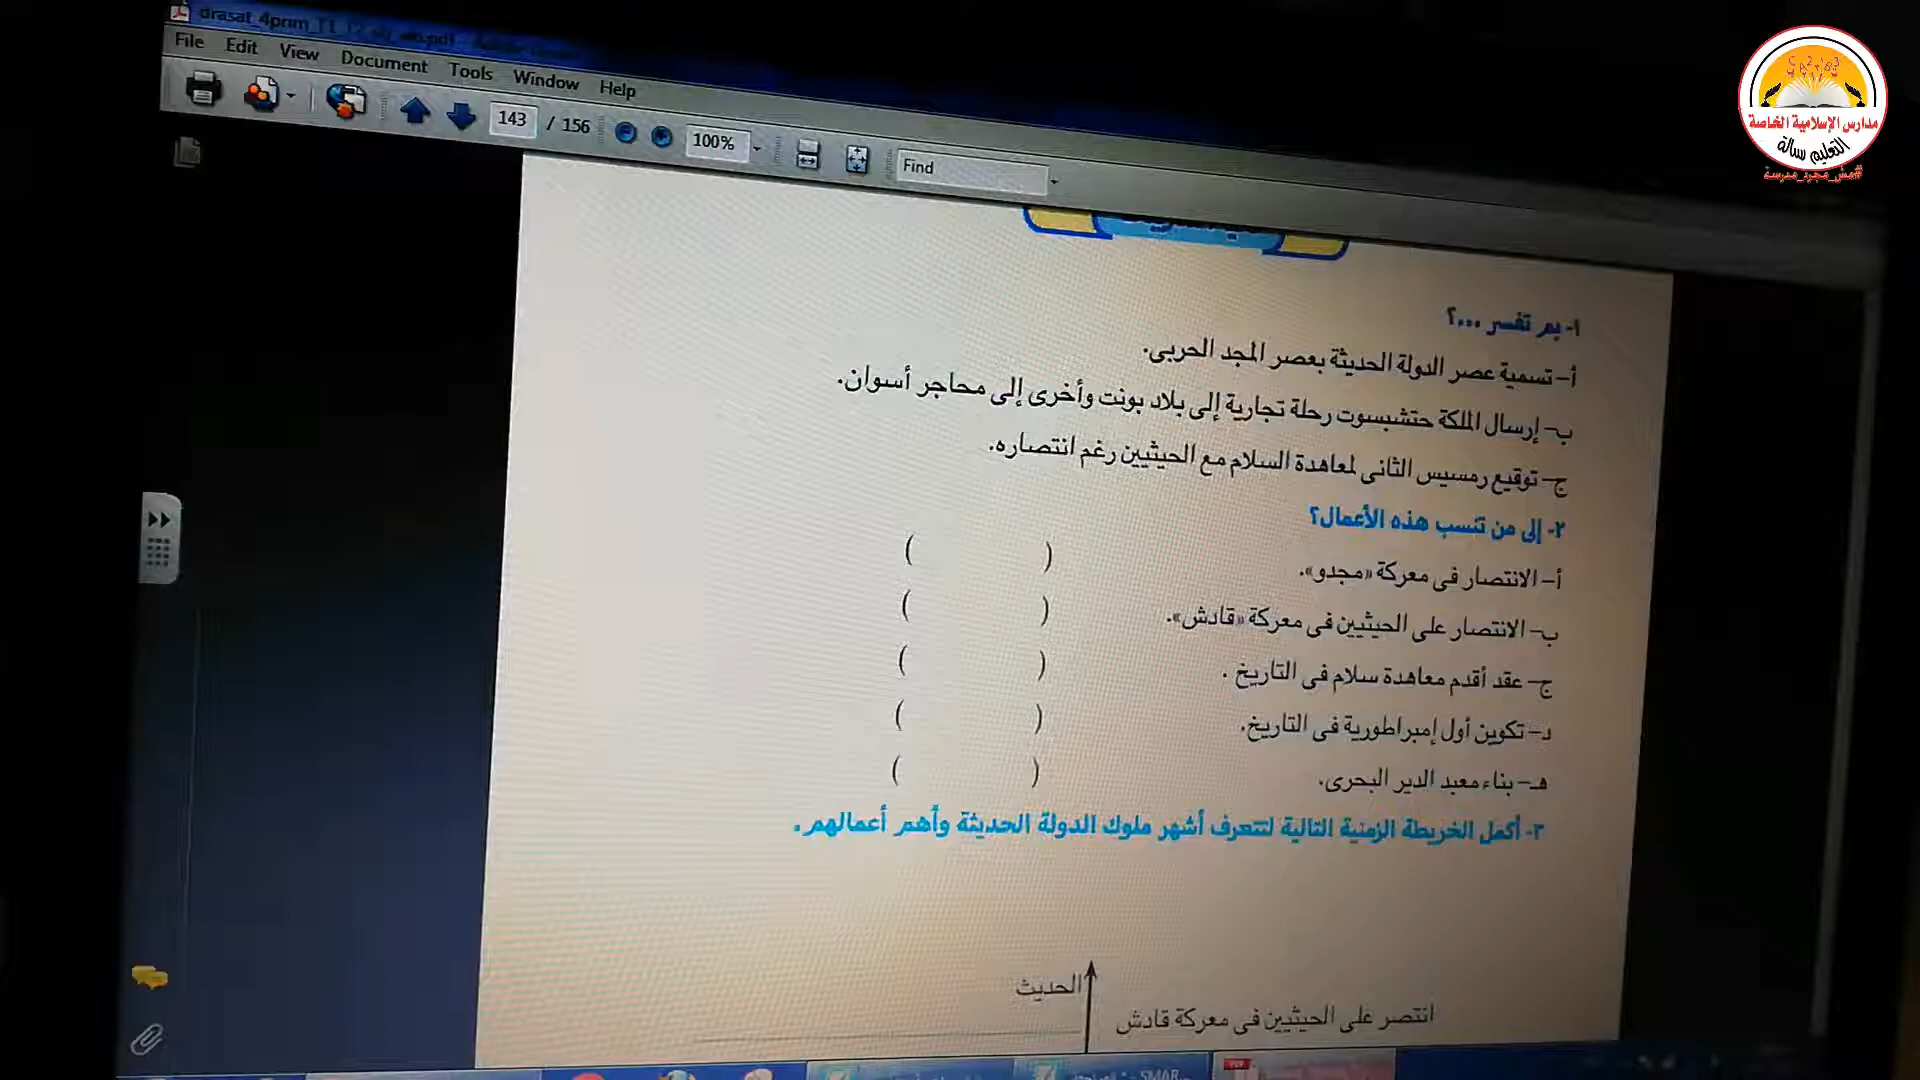 File Edit View Document Tools Window Help
143 / 156 100% Find
مدارس الإسلامية الخاصة
التعليم رسالة
#مش_مجرد_مدرسة
١- بم تفسر ...؟
أ- تسمية عصر الدولة الحديثة بعصر المجد الحربى.
ب- إرسال الملكة حتشبسوت رحلة تجارية إلى بلاد بونت وأخرى إلى محاجر أسوان.
ج- توقيع رمسيس الثانى لمعاهدة السلام مع الحيثيين رغم انتصاره.
٢- إلى من تنسب هذه الأعمال؟
أ- الانتصار فى معركة «مجدو». ( )
ب- الانتصار على الحيثيين فى معركة «قادش». ( )
ج- عقد أقدم معاهدة سلام فى التاريخ . ( )
د- تكوين أول إمبراطورية فى التاريخ. ( )
هـ- بناء معبد الدير البحرى. ( )
٣- أكمل الخريطة الزمنية التالية لتتعرف أشهر ملوك الدولة الحديثة وأهم أعمالهم .
الحديث
انتصر على الحيثيين فى معركة قادش